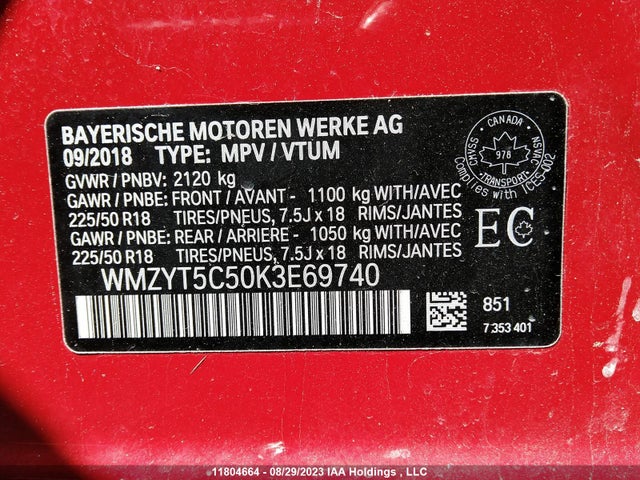 BAYERISCHE MOTOREN WERKE AG
09/2018 TYPE: MPV / VTUM
GVWR / PNBV: 2120 kg
GAWR / PNBE: FRONT / AVANT - 1100 kg WITH/AVEC
225/50 R18 TIRES/PNEUS, 7.5J x 18 RIMS/JANTES
GAWR / PNBE: REAR / ARRIERE - 1050 kg WITH/AVEC
225/50 R18 TIRES/PNEUS, 7.5J x 18 RIMS/JANTES
WMZYT5C50K3E69740
CANADA
CMVSS
NSVAC
978
TRANSPORT
Complies with ICES-002
EC
851
7 353 401
11804664 - 08/29/2023 IAA Holdings , LLC